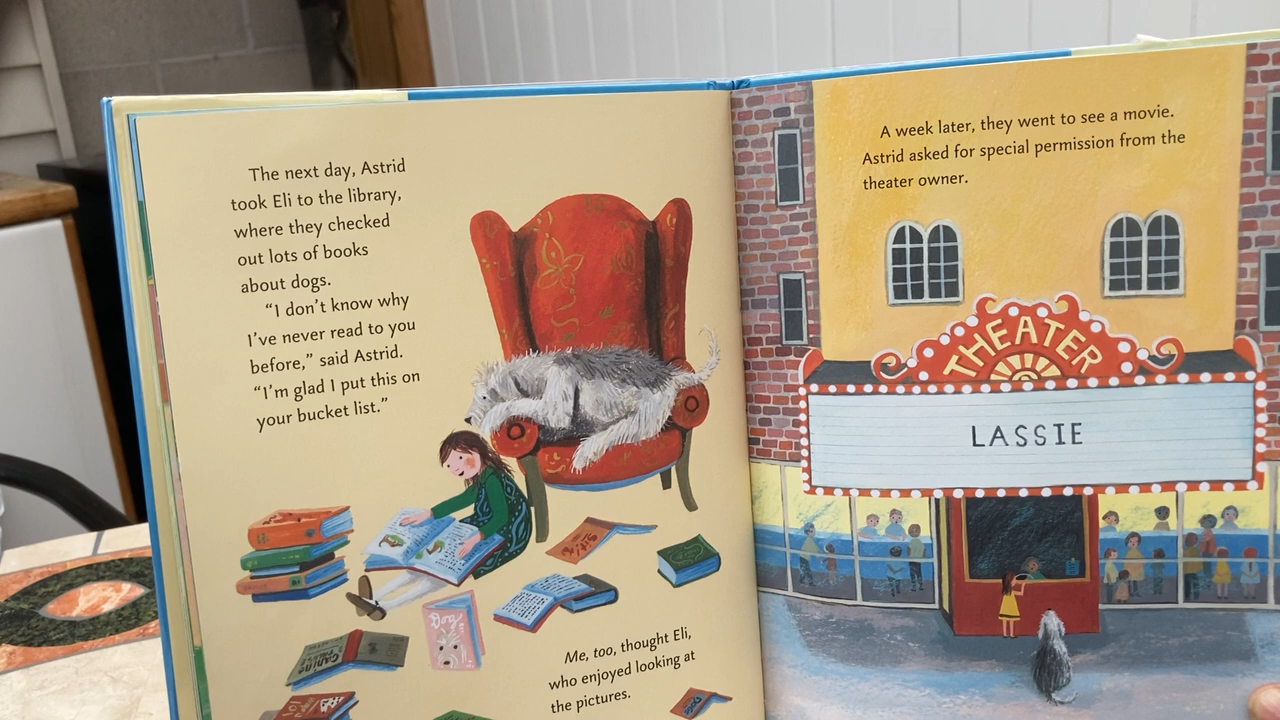 The next day, Astrid
took Eli to the library,
where they checked
out lots of books
about dogs.
“I don’t know why
I’ve never read to you
before,” said Astrid.
“I’m glad I put this on
your bucket list.”
Dog
Me, too, thought Eli,
who enjoyed looking at
the pictures.
A week later, they went to see a movie.
Astrid asked for special permission from the
theater owner.
THEATER
LASSIE